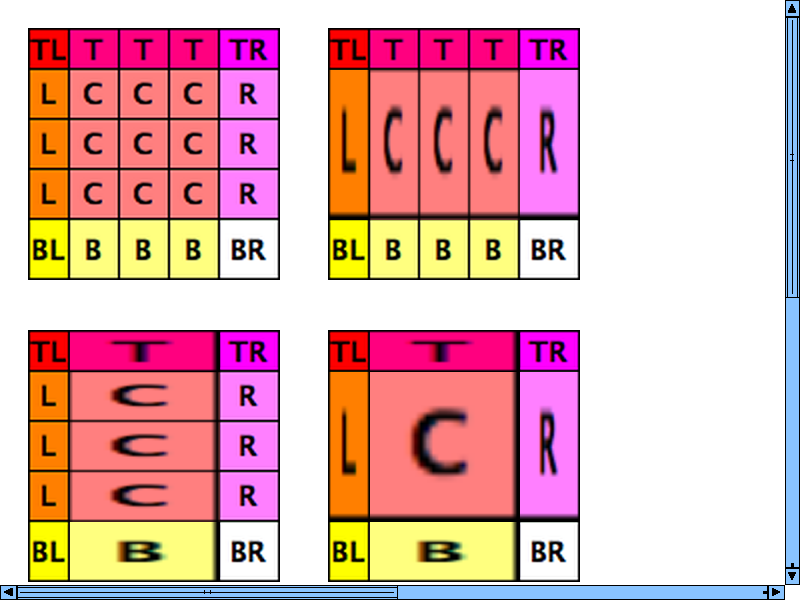 TL T T T TR TL T T T TR
L C C C R
L C C C R L C C C R
L C C C R
BL B B B BR BL B B B BR
TL T TR TL T TR
L C R
L C R L C R
L C R
BL B BR BL B BR